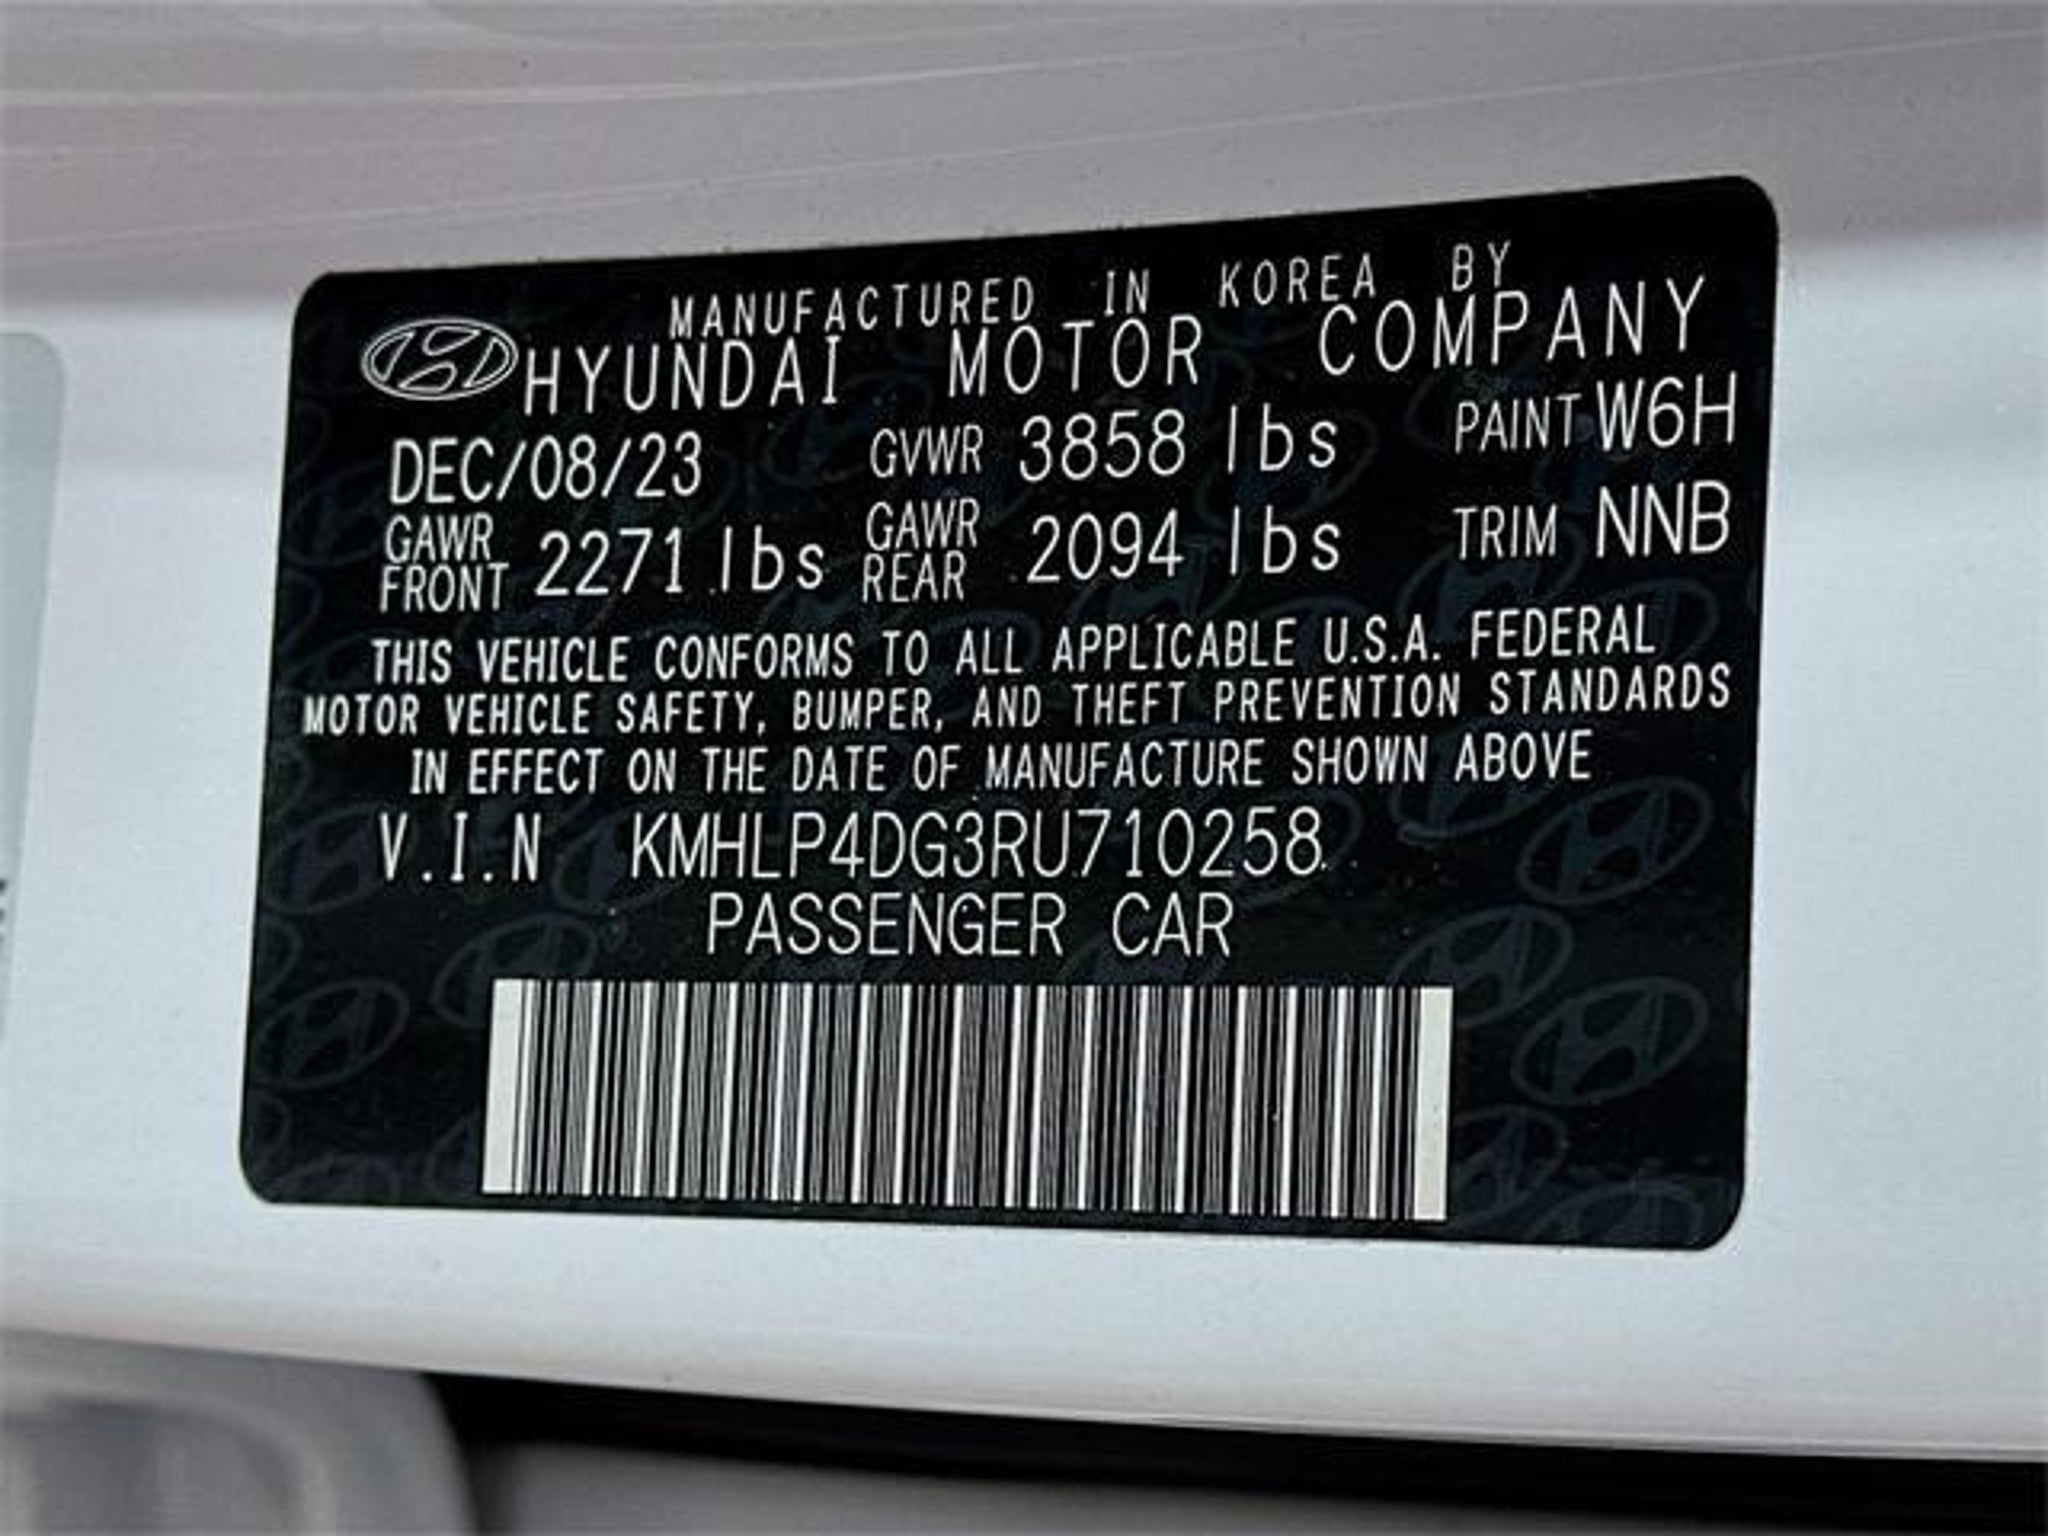 MANUFACTURED IN KOREA BY
HYUNDAI MOTOR COMPANY
DEC/08/23 GVWR 3858 lbs PAINT W6H
GAWR FRONT 2271 lbs GAWR REAR 2094 lbs TRIM NNB
THIS VEHICLE CONFORMS TO ALL APPLICABLE U.S.A. FEDERAL
MOTOR VEHICLE SAFETY, BUMPER, AND THEFT PREVENTION STANDARDS
IN EFFECT ON THE DATE OF MANUFACTURE SHOWN ABOVE
V.I.N KMHLP4DG3RU710258
PASSENGER CAR